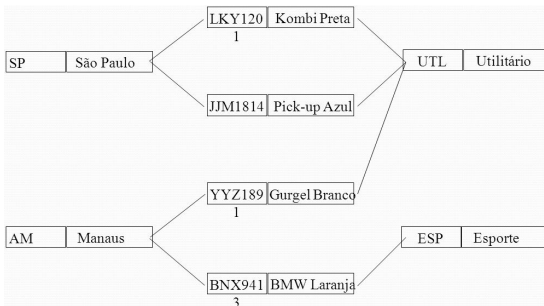 LKY120
1
Kombi Preta
SP
São Paulo
UTL
Utilitário
JJM1814
Pick-up Azul
YYZ189
1
Gurgel Branco
AM
Manaus
ESP
Esporte
BNX941
3
BMW Laranja